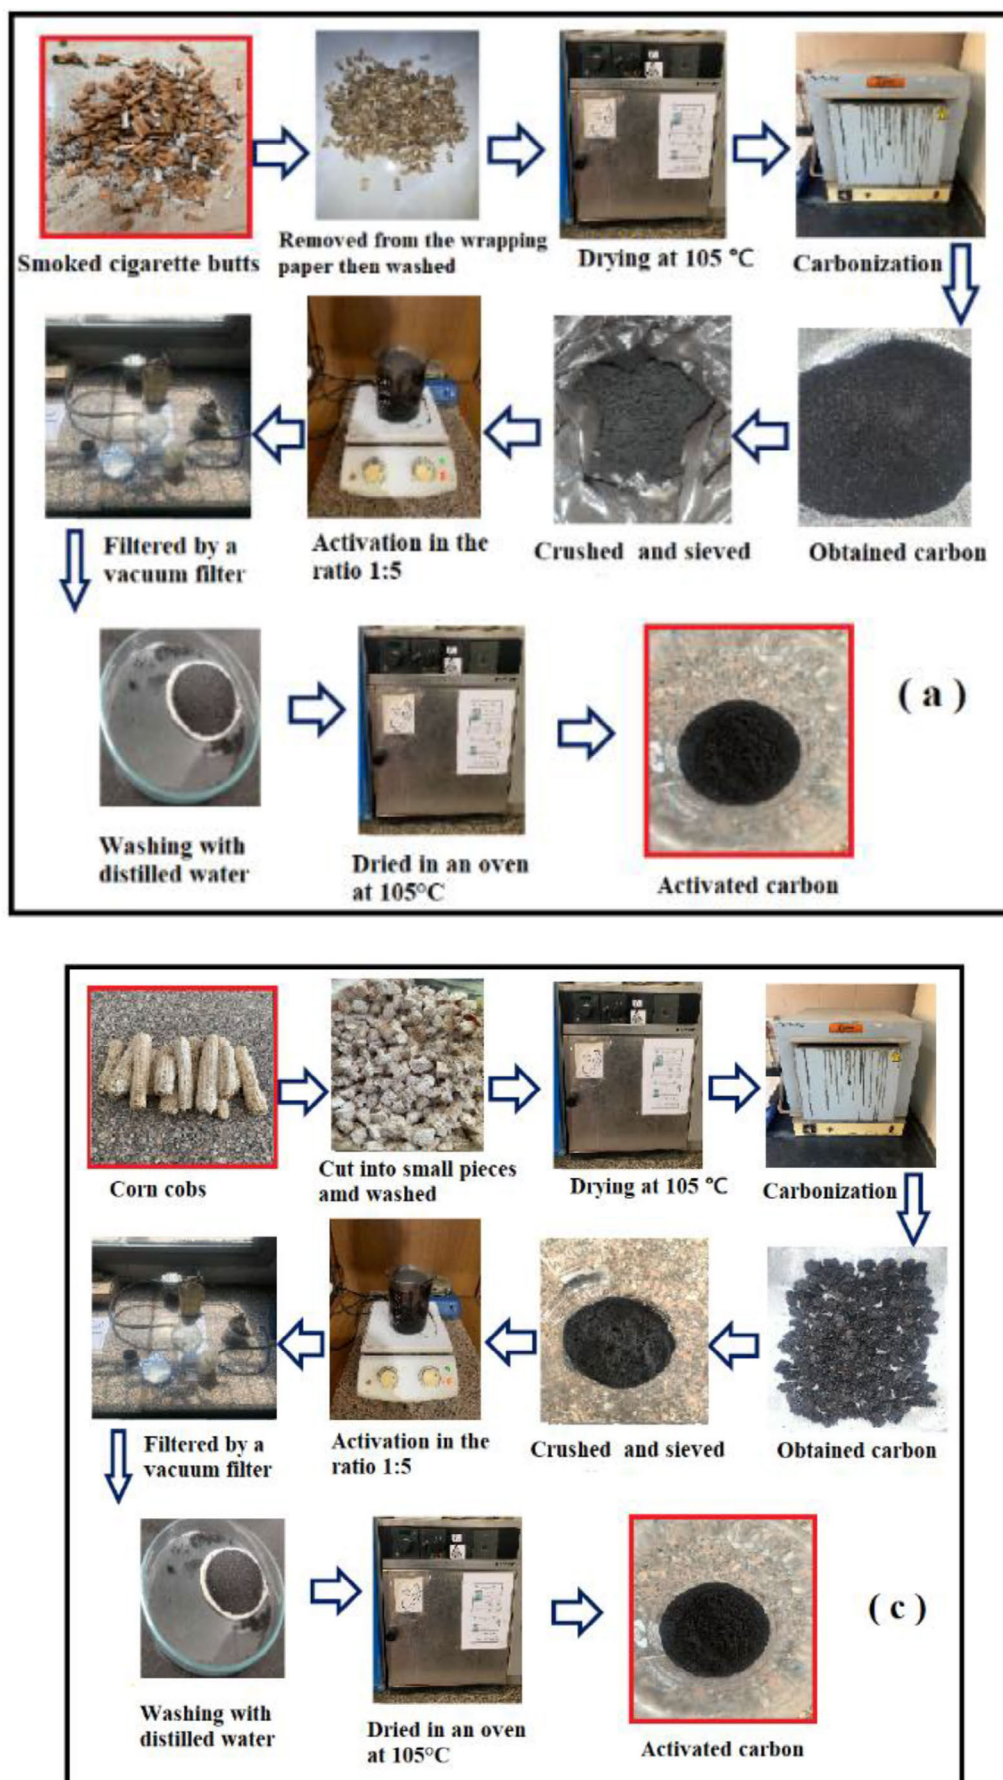 Smoked cigarette butts
Removed from the wrapping
paper then washed
Drying at 105 ℃
Carbonization
Filtered by a
vacuum filter
Activation in the
ratio 1:5
Crushed and sieved
Obtained carbon
Washing with
distilled water
Dried in an oven
at 105°C
Activated carbon
( a )
Corn cobs
Cut into small pieces
amd washed
Drying at 105 ℃
Carbonization
Filtered by a
vacuum filter
Activation in the
ratio 1:5
Crushed and sieved
Obtained carbon
Washing with
distilled water
Dried in an oven
at 105°C
Activated carbon
( c )